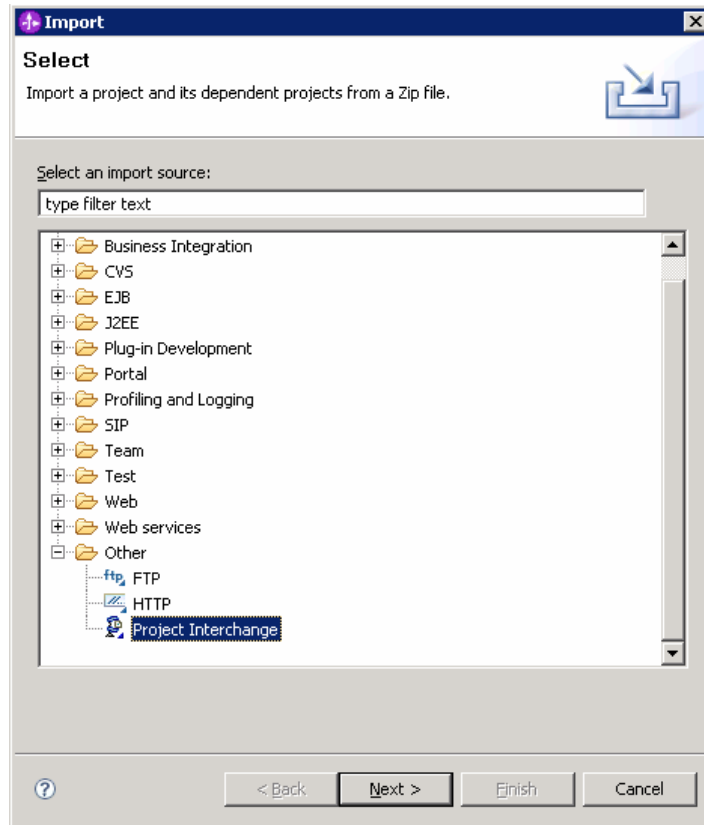 Import
Select
Import a project and its dependent projects from a Zip file.
Select an import source:
type filter text
Business Integration
CVS
EJB
J2EE
Plug-in Development
Portal
Profiling and Logging
SIP
Team
Test
Web
Web services
Other
ftp FTP
HTTP
Project Interchange
? < Back Next > Finish Cancel